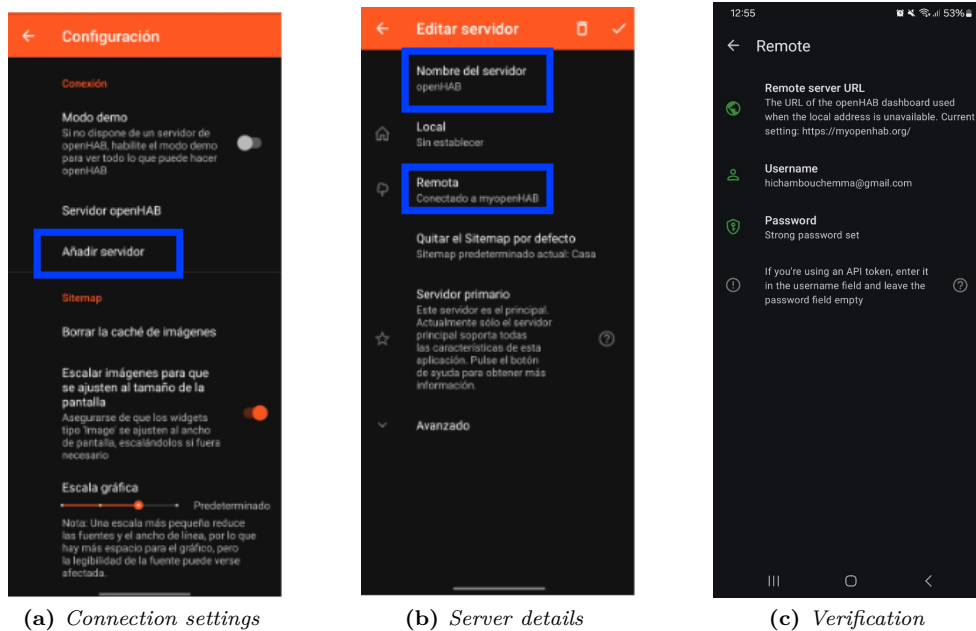 Configuración
Conexión
Modo demo
Si no dispone de un servidor de
openHAB, habilite el modo demo
para ver todo lo que puede hacer
openHAB
Servidor openHAB
Añadir servidor
Sitemap
Borrar la caché de imágenes
Escalar imágenes para que
se ajusten al tamaño de la
pantalla
Asegurarse de que los widgets
tipo 'Image' se ajusten al ancho
de pantalla, escalándolos si fuera
necesario
Escala gráfica
Predeterminado
Nota: Una escala más pequeña reduce
las fuentes y el ancho de línea, por lo que
hay más espacio para el gráfico, pero
la legibilidad de la fuente puede verse
afectada.
(a) Connection settings
Editar servidor
Nombre del servidor
openHAB
Local
Sin establecer
Remota
Conectado a myopenHAB
Quitar el Sitemap por defecto
Sitemap predeterminado actual: Casa
Servidor primario
Este servidor es el principal.
Actualmente sólo el servidor
principal soporta todas
las características de esta
aplicación. Pulse el botón
de ayuda para obtener más
información.
Avanzado
(b) Server details
12:55
53%
Remote
Remote server URL
The URL of the openHAB dashboard used
when the local address is unavailable. Current
setting: https://myopenhab.org/
Username
hichambouchemma@gmail.com
Password
Strong password set
If you're using an API token, enter it
in the username field and leave the
password field empty
(c) Verification